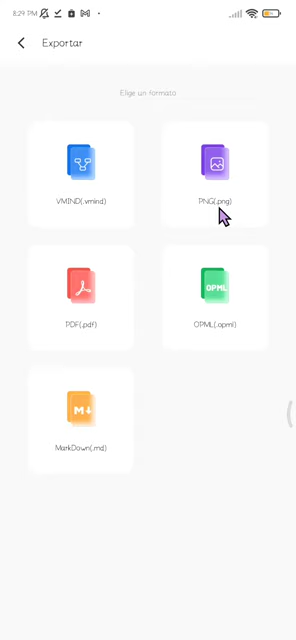 8:29 PM
Exportar
Elige un formato
VMIND(.vmind)
PNG(.png)
PDF(.pdf)
OPML
OPML(.opml)
M
MarkDown(.md)